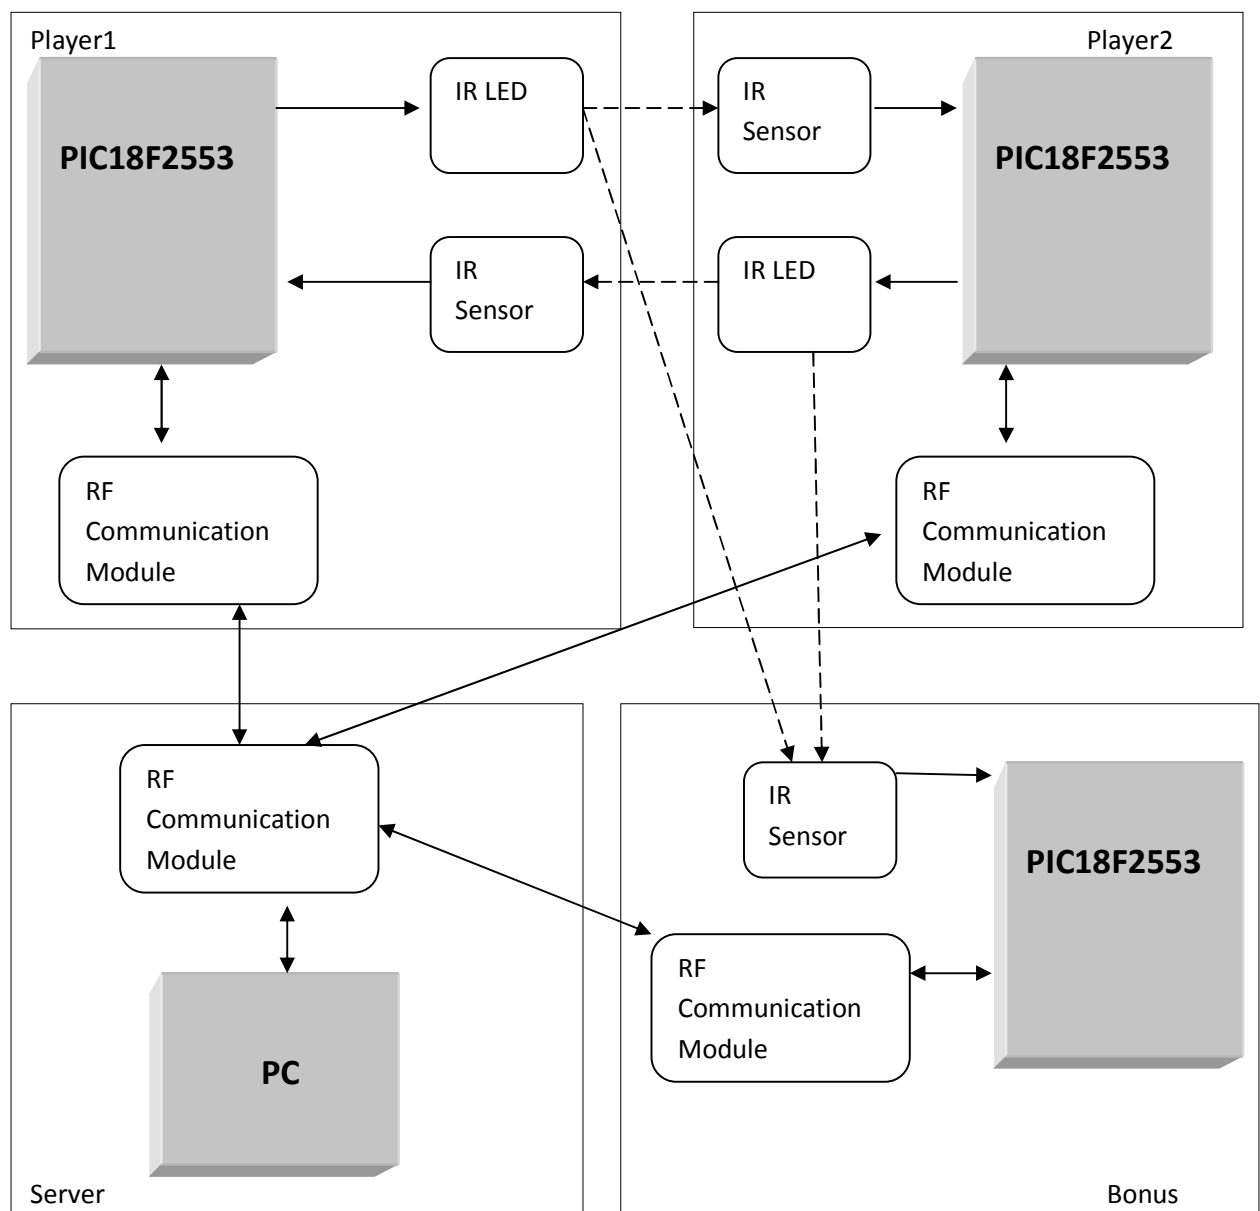 Player1
PIC18F2553
IR LED
IR
Sensor
RF
Communication
Module
Player2
IR
Sensor
PIC18F2553
IR LED
RF
Communication
Module
RF
Communication
Module
PC
Server
IR
Sensor
PIC18F2553
RF
Communication
Module
Bonus